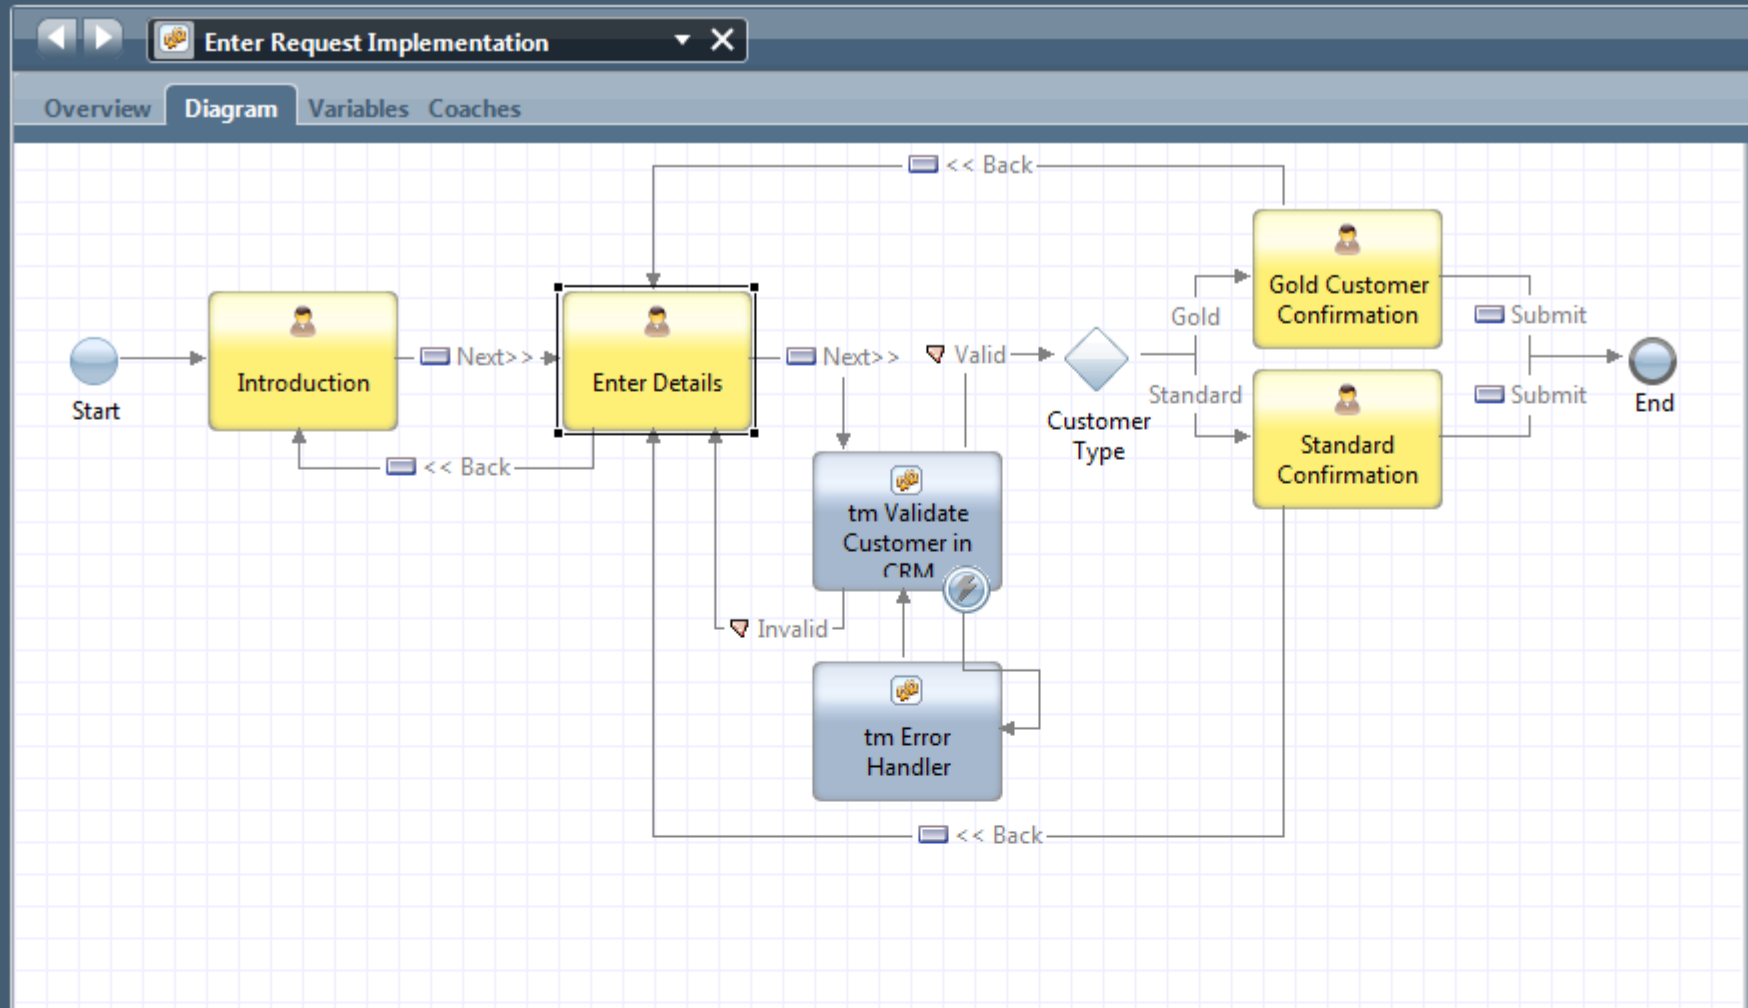 Enter Request Implementation
Overview Diagram Variables Coaches
<< Back
Gold Customer
Confirmation
Gold
Submit
Start
Introduction
Next>>
Enter Details
Next>>
Valid
Customer
Type
Standard
Submit
End
Standard
Confirmation
<< Back
tm Validate
Customer in
CRM
Invalid
tm Error
Handler
<< Back